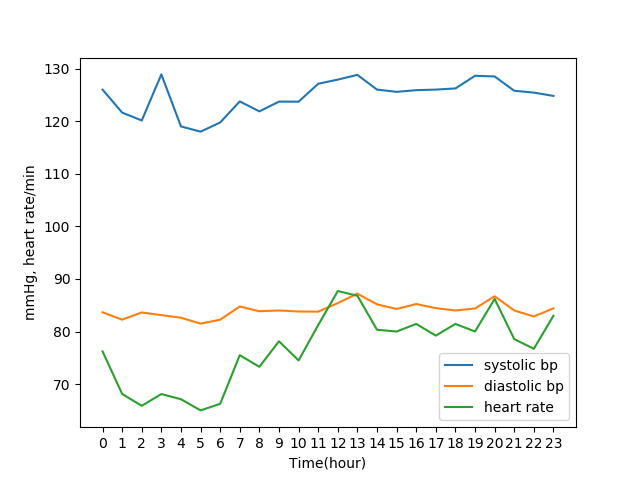 130
120
110
100
90
80
70
mmHg, heart rate/min
systolic bp
diastolic bp
heart rate
0 1 2 3 4 5 6 7 8 9 10 11 12 13 14 15 16 17 18 19 20 21 22 23
Time(hour)